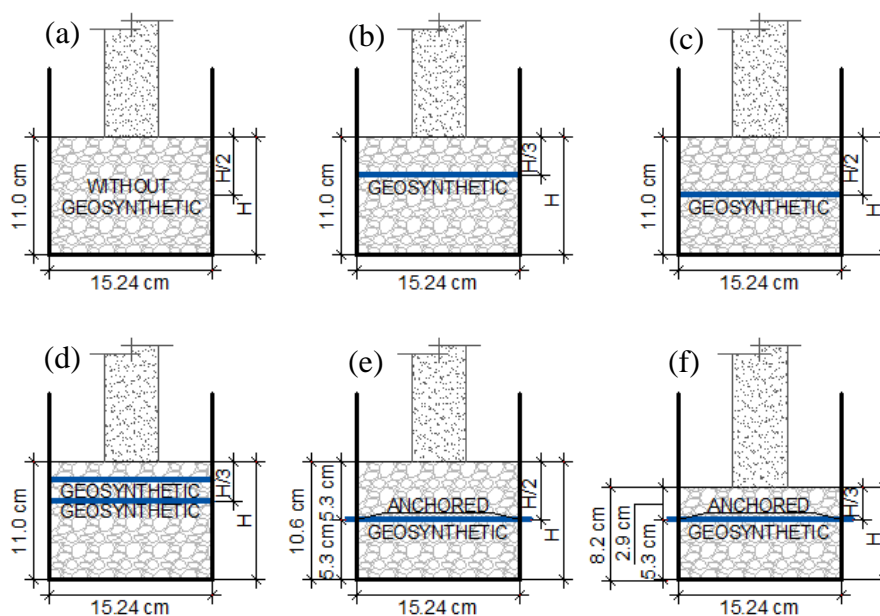 (a)
11.0 cm
WITHOUT
GEOSYNTHETIC
H/2
H
15.24 cm
(b)
11.0 cm
GEOSYNTHETIC
H/3
H
15.24 cm
(c)
11.0 cm
GEOSYNTHETIC
H/2
H
15.24 cm
(d)
11.0 cm
GEOSYNTHETIC
GEOSYNTHETIC
H/3
H
15.24 cm
(e)
10.6 cm
5.3 cm
5.3 cm
ANCHORED
GEOSYNTHETIC
H/2
H
15.24 cm
(f)
8.2 cm
2.9 cm
5.3 cm
ANCHORED
GEOSYNTHETIC
H/3
H
15.24 cm